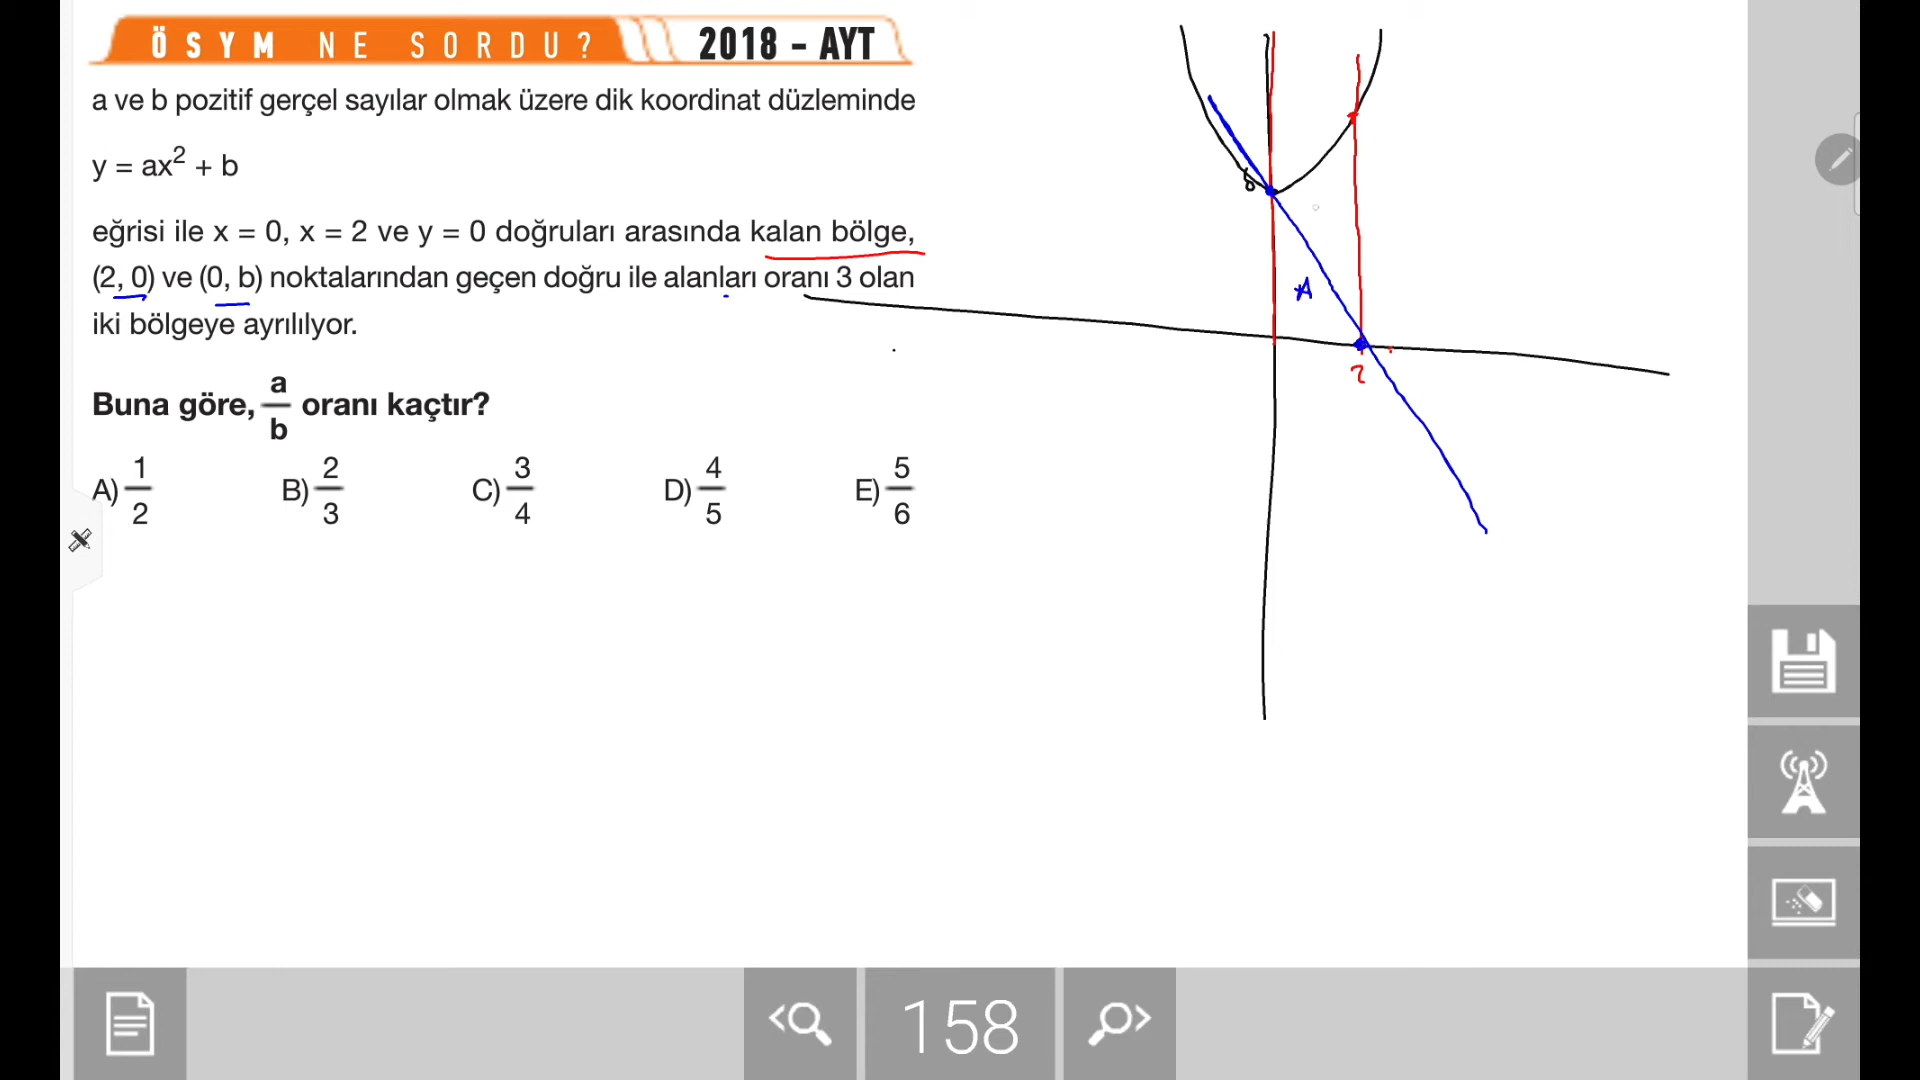 ÖSYM NE SORDU? 2018 - AYT
a ve b pozitif gerçel sayılar olmak üzere dik koordinat düzleminde
y = ax² + b
eğrisi ile x = 0, x = 2 ve y = 0 doğruları arasında kalan bölge,
(2, 0) ve (0, b) noktalarından geçen doğru ile alanları oranı 3 olan
iki bölgeye ayrılılyor.
Buna göre, a/b oranı kaçtır?
A) 1/2 B) 2/3 C) 3/4 D) 4/5 E) 5/6
b
A
2
<158>